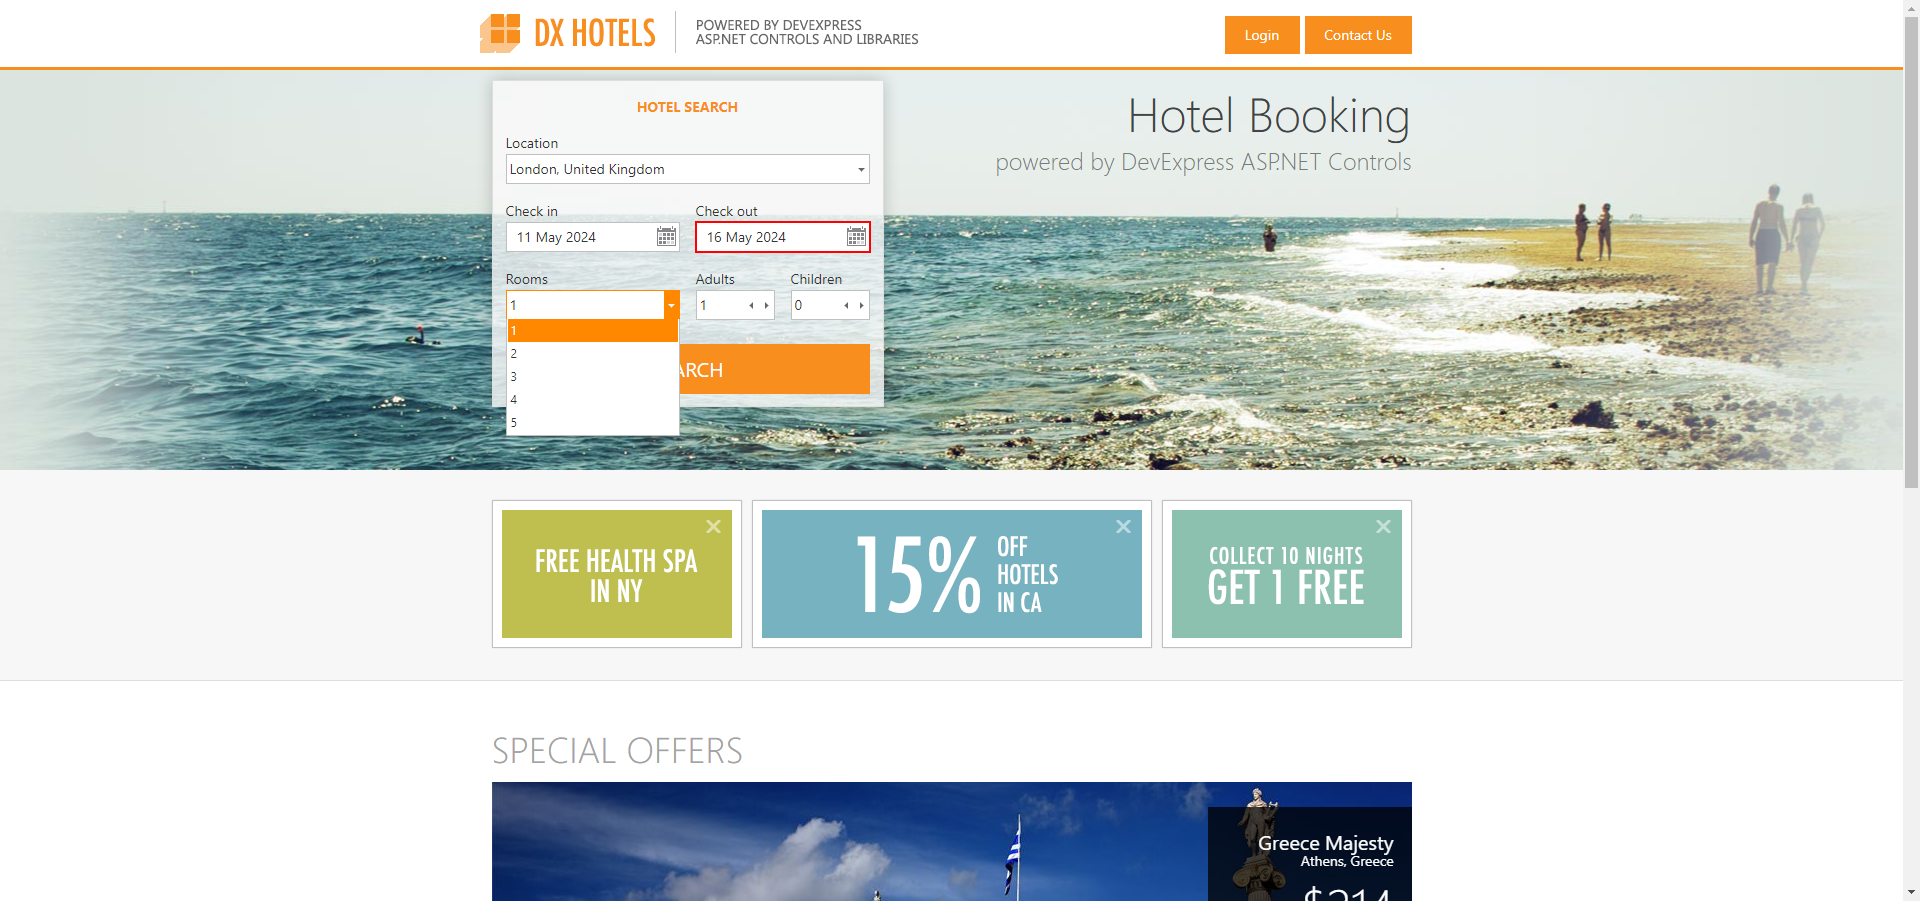 DX HOTELS
POWERED BY DEVEXPRESS
ASP.NET CONTROLS AND LIBRARIES
Login
Contact Us
HOTEL SEARCH
Location
London, United Kingdom
Check in
Check out
11 May 2024
16 May 2024
Rooms
Adults
Children
1
1
0
1
2
3
4
5
ARCH
Hotel Booking
powered by DevExpress ASP.NET Controls
FREE HEALTH SPA
IN NY
15%
OFF
HOTELS
IN CA
COLLECT 10 NIGHTS
GET 1 FREE
SPECIAL OFFERS
Greece Majesty
Athens, Greece
$214